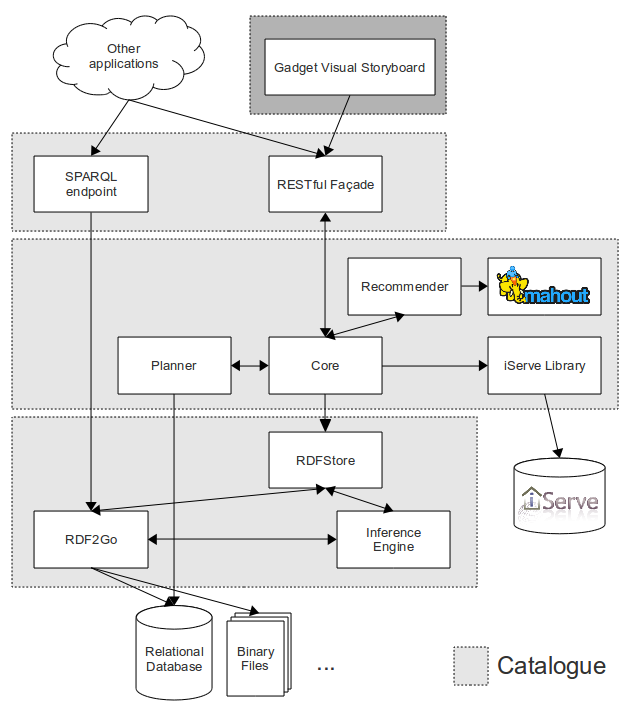 Other
applications
Gadget Visual Storyboard
SPARQL
endpoint
RESTful Façade
Recommender
mahout
Planner
Core
iServe Library
RDFStore
iServe
RDF2Go
Inference
Engine
Relational
Database
Binary
Files
...
Catalogue